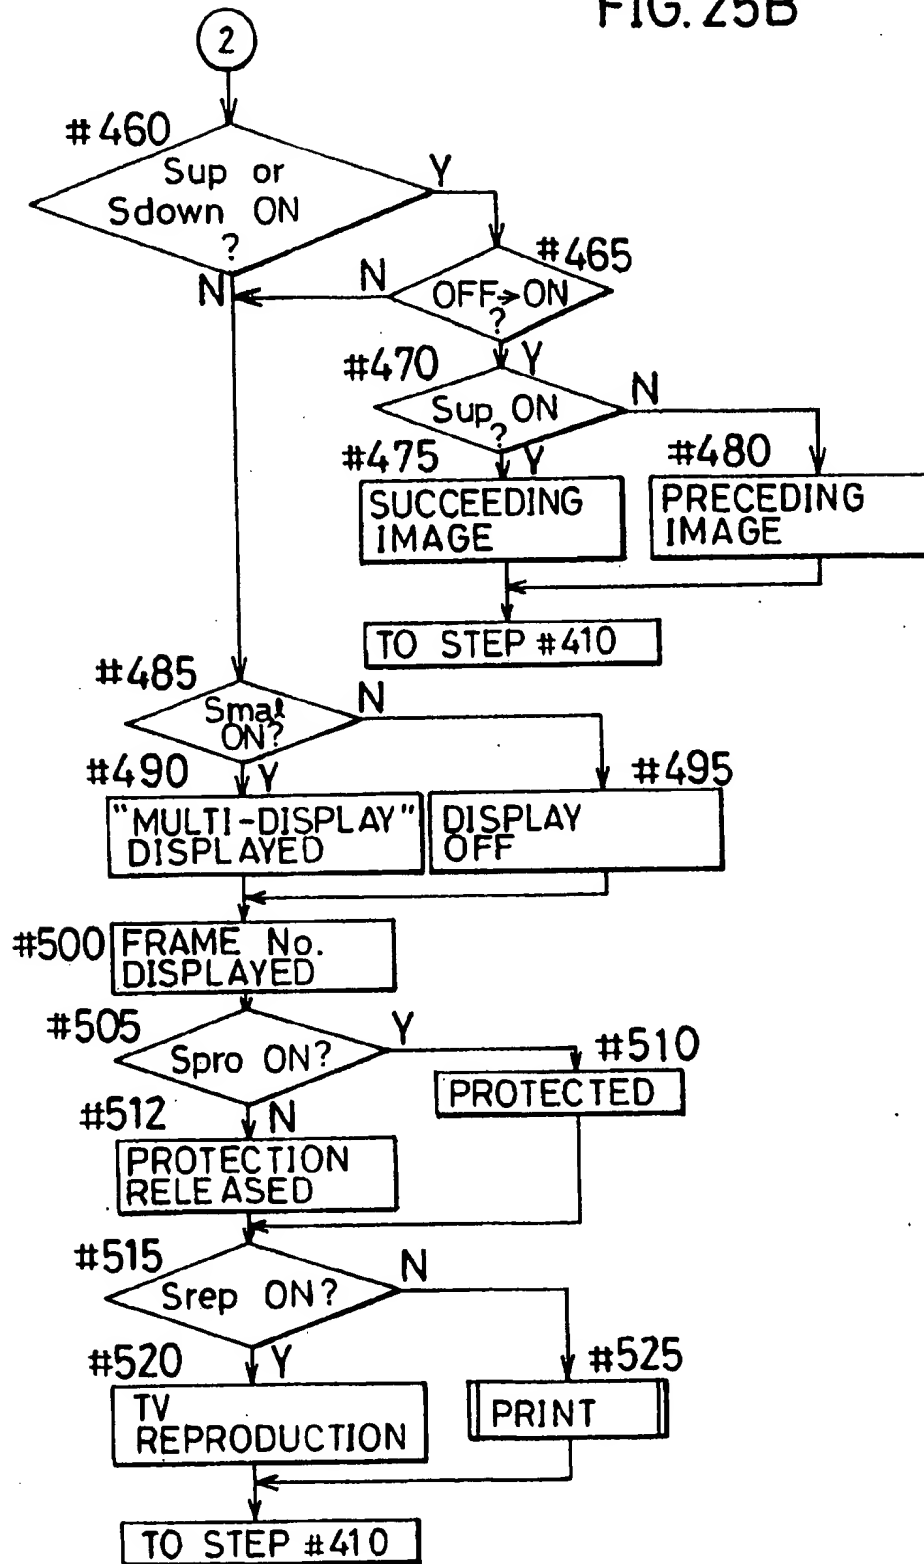 FIG. 25B
2
#460
Sup or
Sdown ON
?
Y
N
#465
OFF→ON
?
N
Y
#470
Sup ON
?
N
Y
#475
SUCCEEDING
IMAGE
#480
PRECEDING
IMAGE
TO STEP #410
#485
Smal
ON?
N
Y
#490
"MULTI-DISPLAY"
DISPLAYED
#495
DISPLAY
OFF
#500
FRAME No.
DISPLAYED
#505
Spro ON?
Y
N
#510
PROTECTED
#512
PROTECTION
RELEASED
#515
Srep ON?
N
Y
#520
TV
REPRODUCTION
#525
PRINT
TO STEP #410